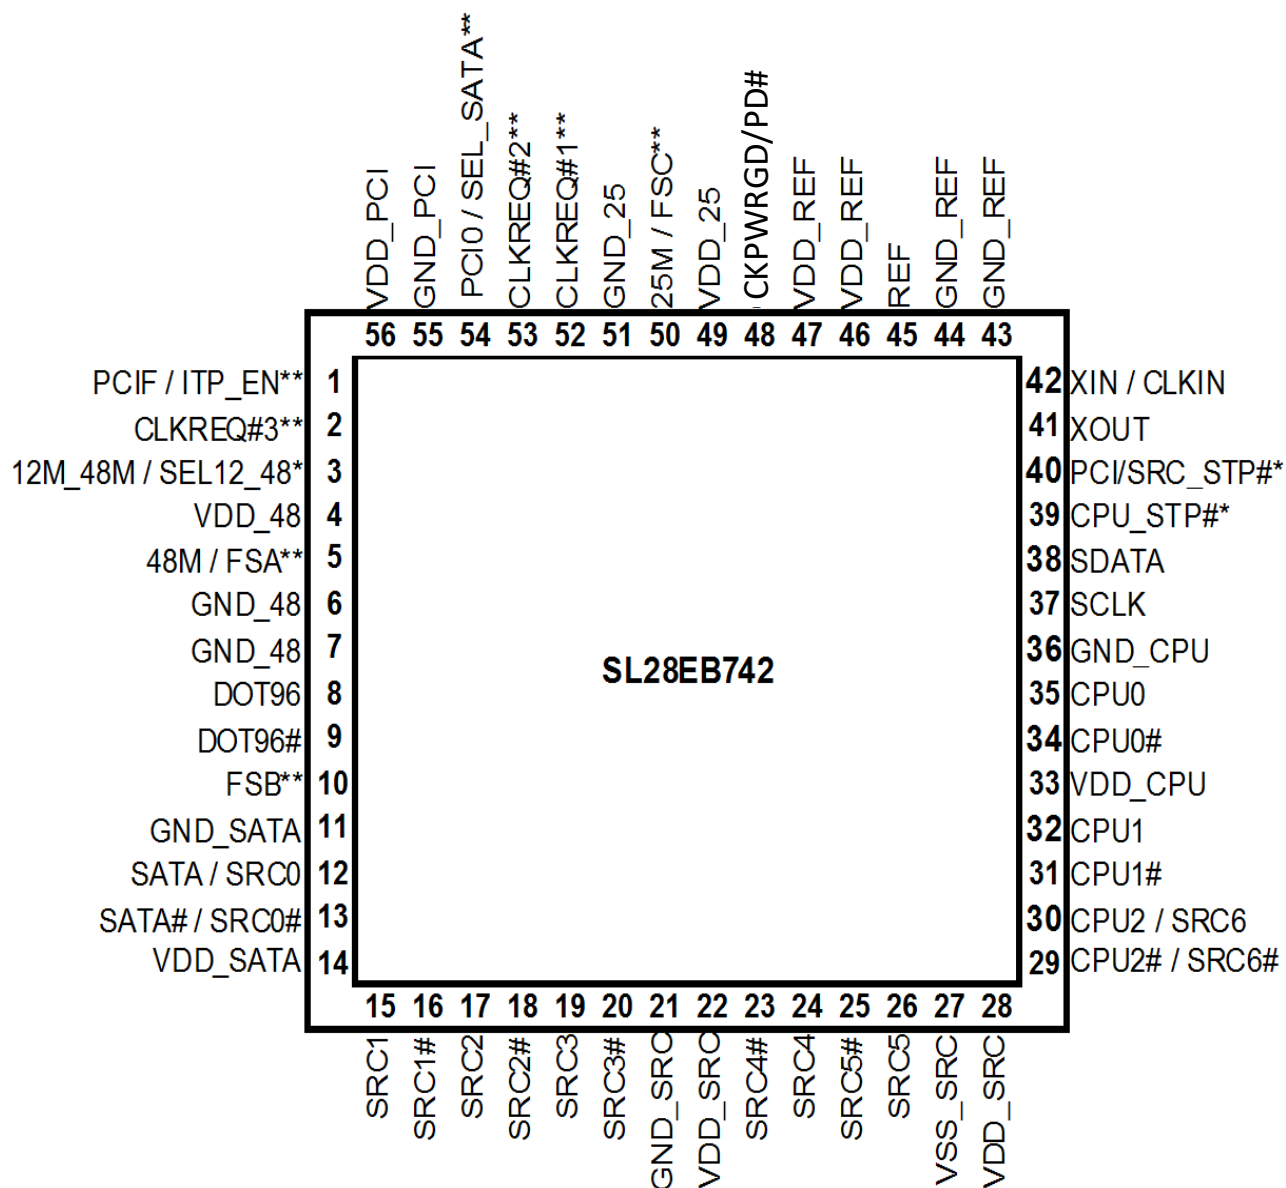 VDD_PCI
GND_PCI
PCI0 / SEL_SATA**
CLKREQ#2**
CLKREQ#1**
GND_25
25M / FSC**
VDD_25
CKPWRGD/PD#
VDD_REF
VDD_REF
REF
GND_REF
GND_REF
56 55 54 53 52 51 50 49 48 47 46 45 44 43
PCIF / ITP_EN** 1
CLKREQ#3** 2
12M_48M / SEL12_48* 3
VDD_48 4
48M / FSA** 5
GND_48 6
GND_48 7
DOT96 8
DOT96# 9
FSB** 10
GND_SATA 11
SATA / SRC0 12
SATA# / SRC0# 13
VDD_SATA 14
SL28EB742
42 XIN / CLKIN
41 XOUT
40 PCI/SRC_STP#*
39 CPU_STP#*
38 SDATA
37 SCLK
36 GND_CPU
35 CPU0
34 CPU0#
33 VDD_CPU
32 CPU1
31 CPU1#
30 CPU2 / SRC6
29 CPU2# / SRC6#
15 16 17 18 19 20 21 22 23 24 25 26 27 28
SRC1
SRC1#
SRC2
SRC2#
SRC3
SRC3#
GND_SRC
VDD_SRC
SRC4#
SRC4
SRC5#
SRC5
VSS_SRC
VDD_SRC